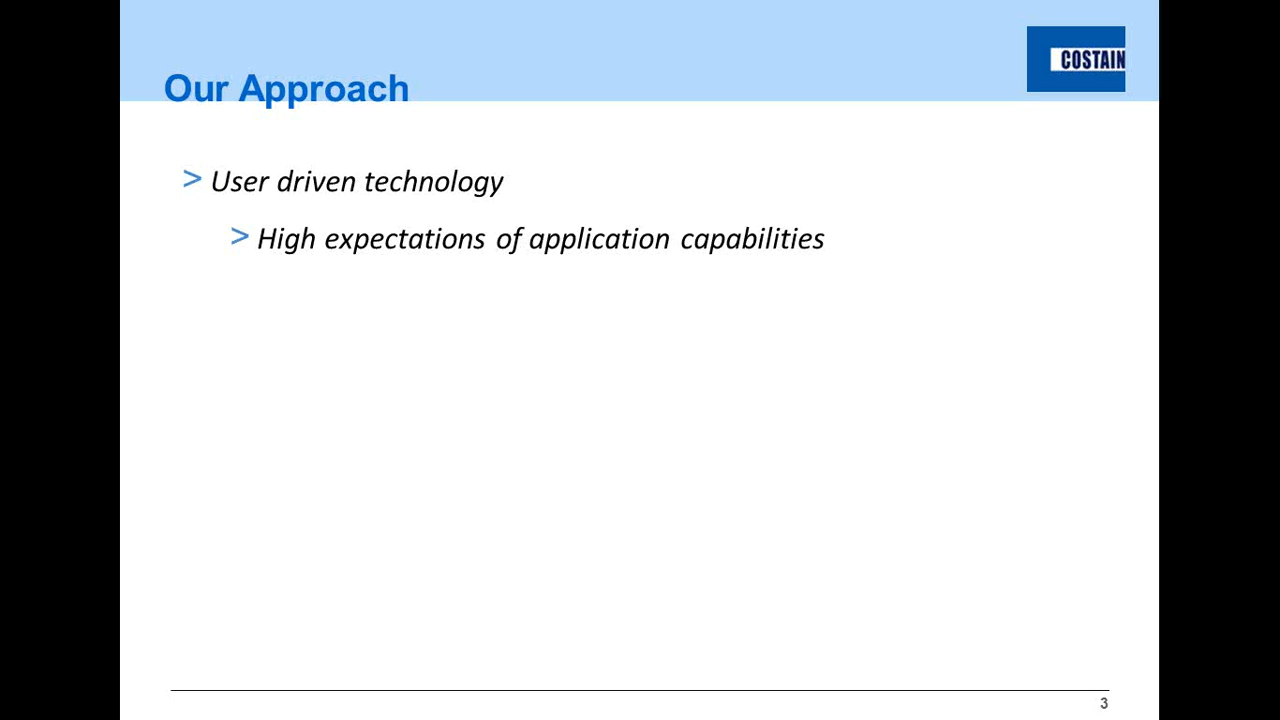 COSTAIN
Our Approach
> User driven technology
> High expectations of application capabilities
3